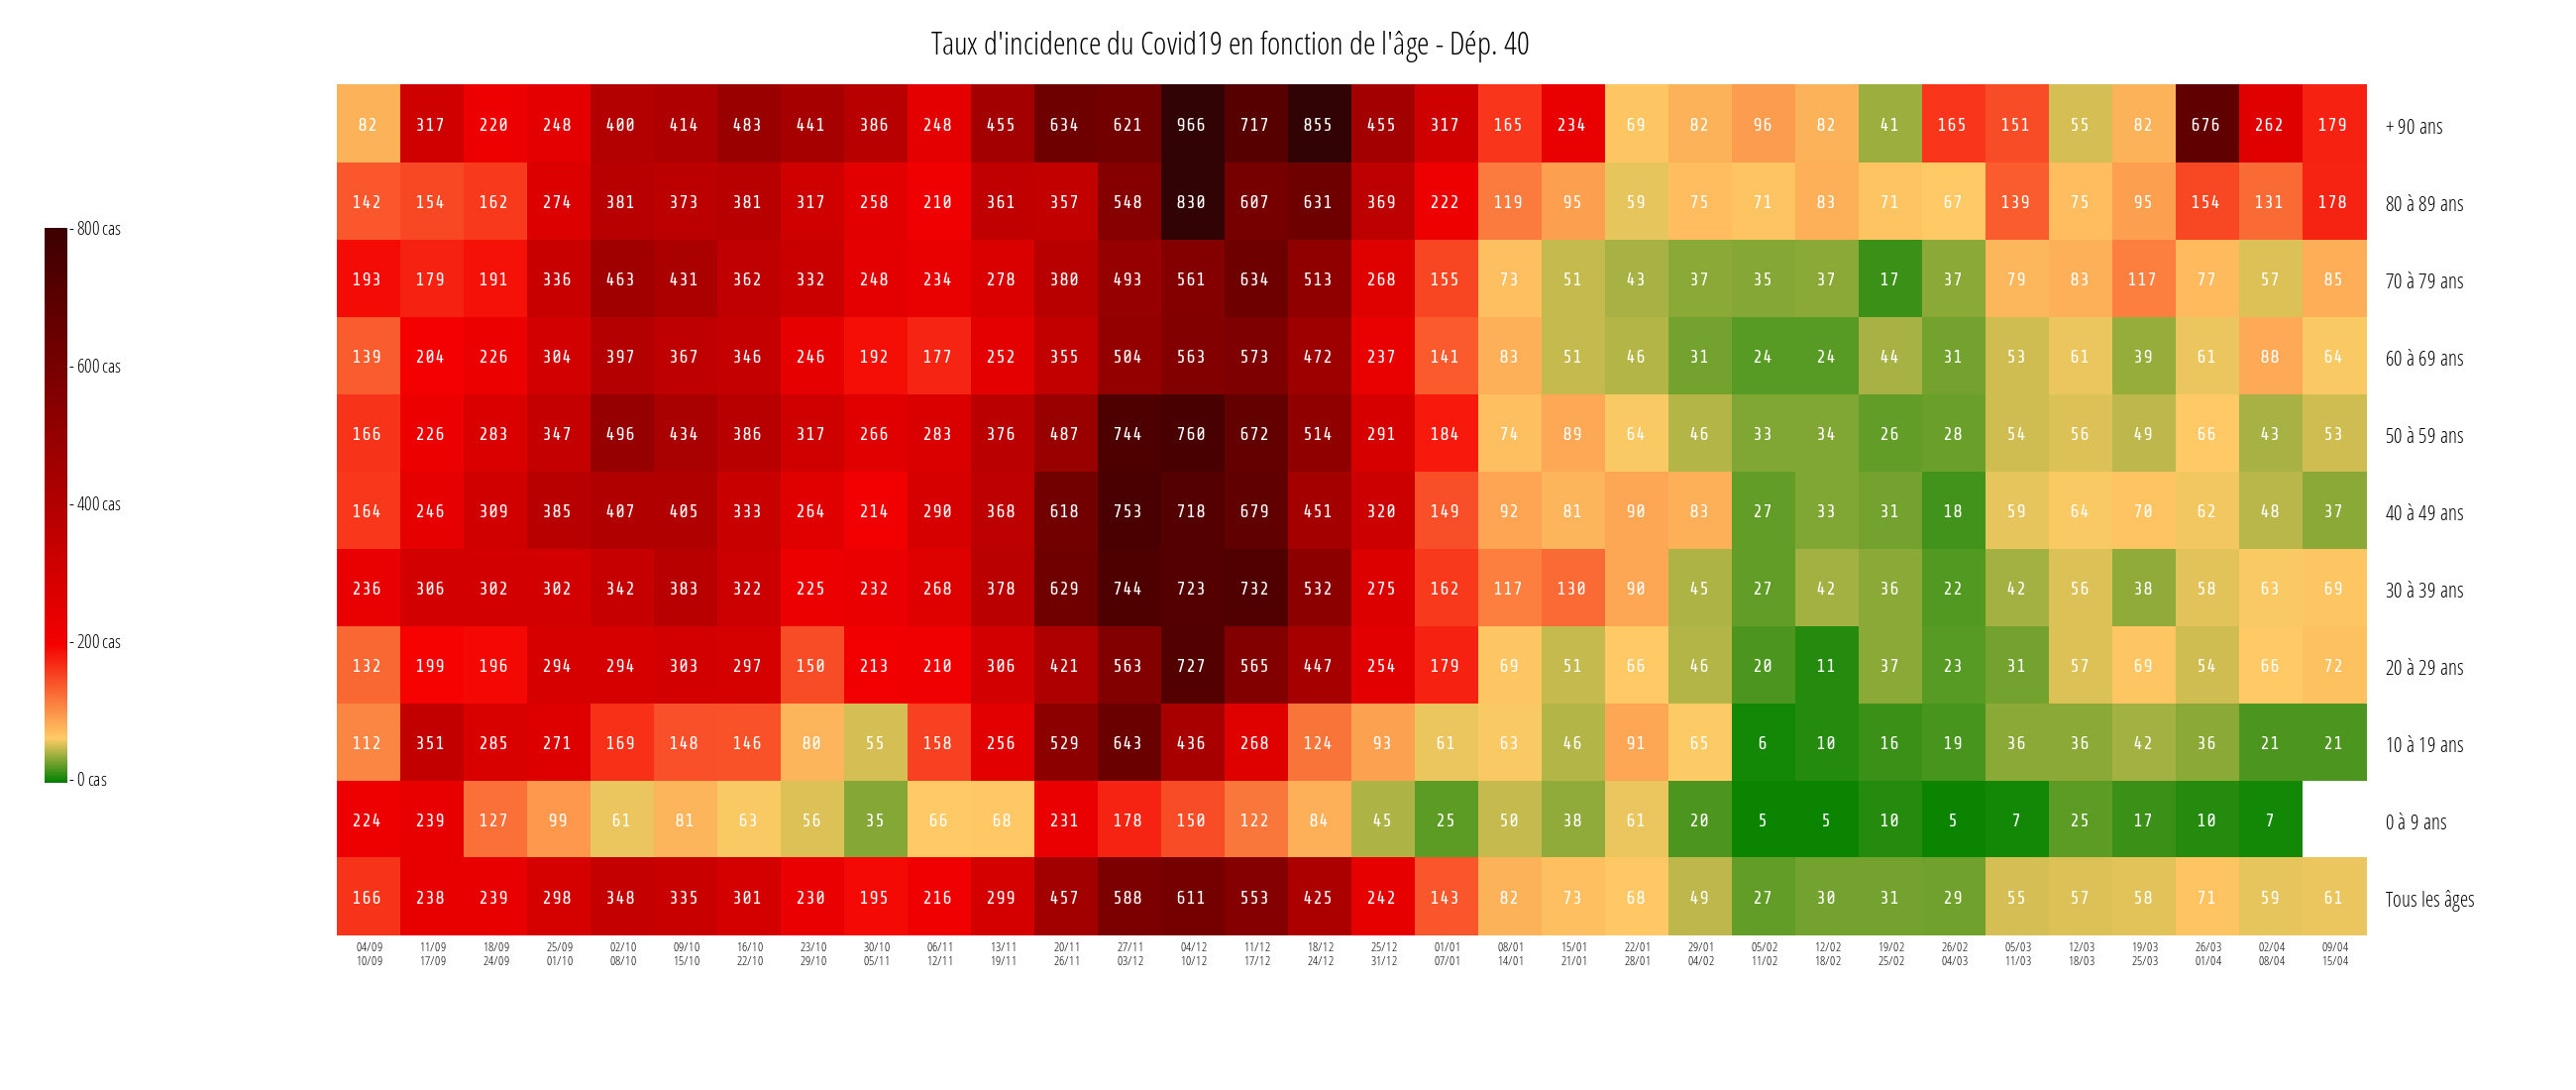 Taux d'incidence du Covid19 en fonction de l'âge - Dép. 40
- 800 cas
- 600 cas
- 400 cas
- 200 cas
- 0 cas
82 317 220 248 400 414 483 441 386 248 455 634 621 966 717 855 455 317 165 234 69 82 96 82 41 165 151 55 82 676 262 179 + 90 ans
142 154 162 274 381 373 381 317 258 210 361 357 548 830 607 631 369 222 119 95 59 75 71 83 71 67 139 75 95 154 131 178 80 à 89 ans
193 179 191 336 463 431 362 332 248 234 278 380 493 561 634 513 268 155 73 51 43 37 35 37 17 37 79 83 117 77 57 85 70 à 79 ans
139 204 226 304 397 367 346 246 192 177 252 355 504 563 573 472 237 141 83 51 46 31 24 24 44 31 53 61 39 61 88 64 60 à 69 ans
166 226 283 347 496 434 386 317 266 283 376 487 744 760 672 514 291 184 74 89 64 46 33 34 26 28 54 56 49 66 43 53 50 à 59 ans
164 246 309 385 407 405 333 264 214 290 368 618 753 718 679 451 320 149 92 81 90 83 27 33 31 18 59 64 70 62 48 37 40 à 49 ans
236 306 302 302 342 383 322 225 232 268 378 629 744 723 732 532 275 162 117 130 90 45 27 42 36 22 42 56 38 58 63 69 30 à 39 ans
132 199 196 294 294 303 297 150 213 210 306 421 563 727 565 447 254 179 69 51 66 46 20 11 37 23 31 57 69 54 66 72 20 à 29 ans
112 351 285 271 169 148 146 80 55 158 256 529 643 436 268 124 93 61 63 46 91 65 6 10 16 19 36 36 42 36 21 21 10 à 19 ans
224 239 127 99 61 81 63 56 35 66 68 231 178 150 122 84 45 25 50 38 61 20 5 5 10 5 7 25 17 10 7 0 à 9 ans
166 238 239 298 348 335 301 230 195 216 299 457 588 611 553 425 242 143 82 73 68 49 27 30 31 29 55 57 58 71 59 61 Tous les âges
04/09 11/09 18/09 25/09 02/10 09/10 16/10 23/10 30/10 06/11 13/11 20/11 27/11 04/12 11/12 18/12 25/12 01/01 08/01 15/01 22/01 29/01 05/02 12/02 19/02 26/02 05/03 12/03 19/03 26/03 02/04 09/04
10/09 17/09 24/09 01/10 08/10 15/10 22/10 29/10 05/11 12/11 19/11 26/11 03/12 10/12 17/12 24/12 31/12 07/01 14/01 21/01 28/01 04/02 11/02 18/02 25/02 04/03 11/03 18/03 25/03 01/04 08/04 15/04